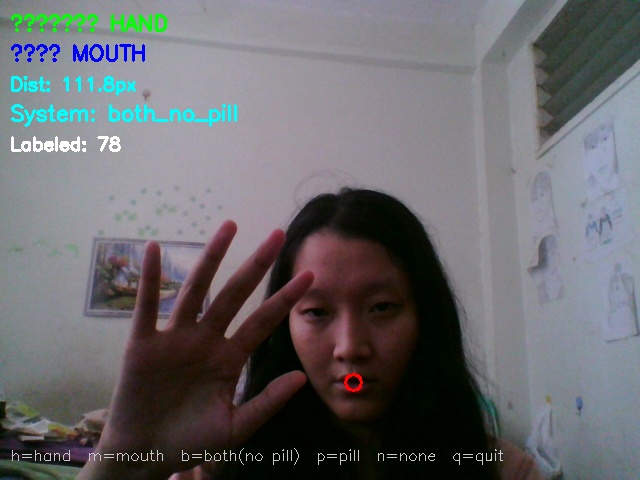 ??????? HAND
???? MOUTH
Dist: 111.8px
System: both_no_pill
Labeled: 78
h=hand m=mouth b=both(no pill) p=pill n=none q=quit